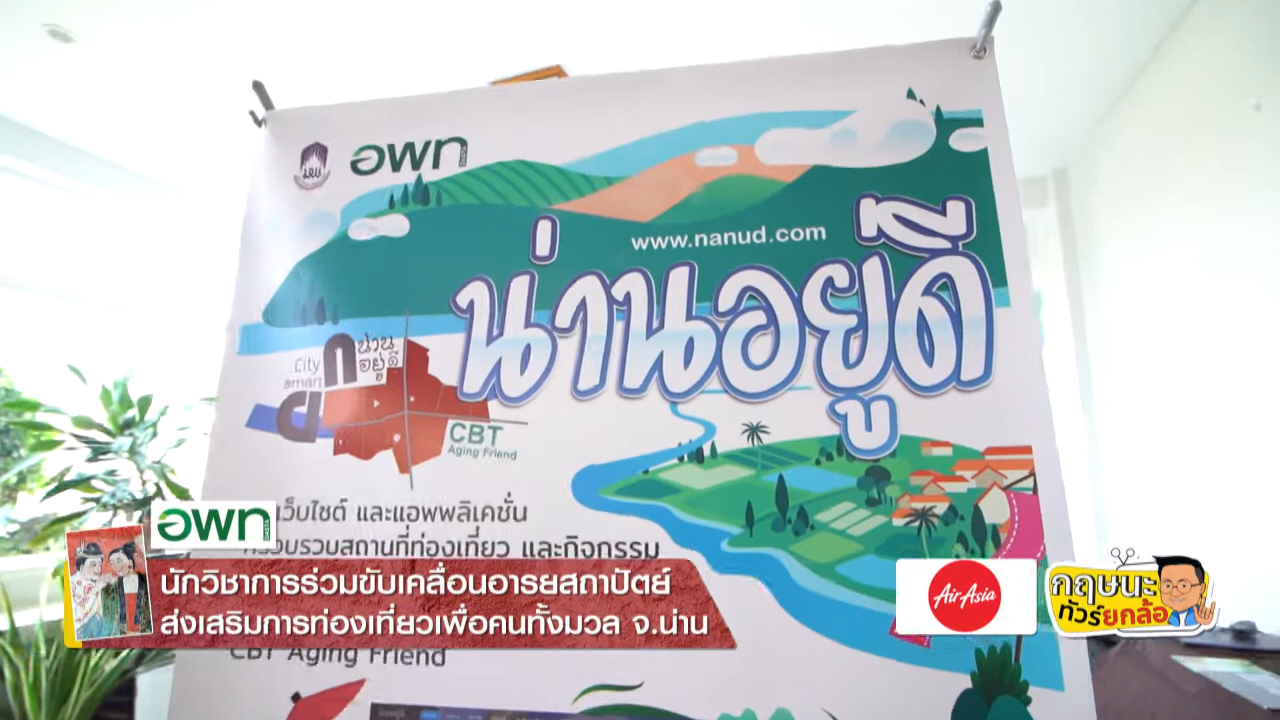 อพท
DASTA
www.nanud.com
น่านอยู่ดี
น่าน
อยู่ดี
City
smart
CBT
Aging Friend
เว็บไซต์ และแอพพลิเคชั่น
รวบรวมสถานที่ท่องเที่ยว และกิจกรรม
CBT Aging Friend
อพท
DASTA
นักวิชาการร่วมขับเคลื่อนอารยสถาปัตย์
ส่งเสริมการท่องเที่ยวเพื่อคนทั้งมวล จ.น่าน
AirAsia
กฤษนะ
ทัวร์ยกล้อ